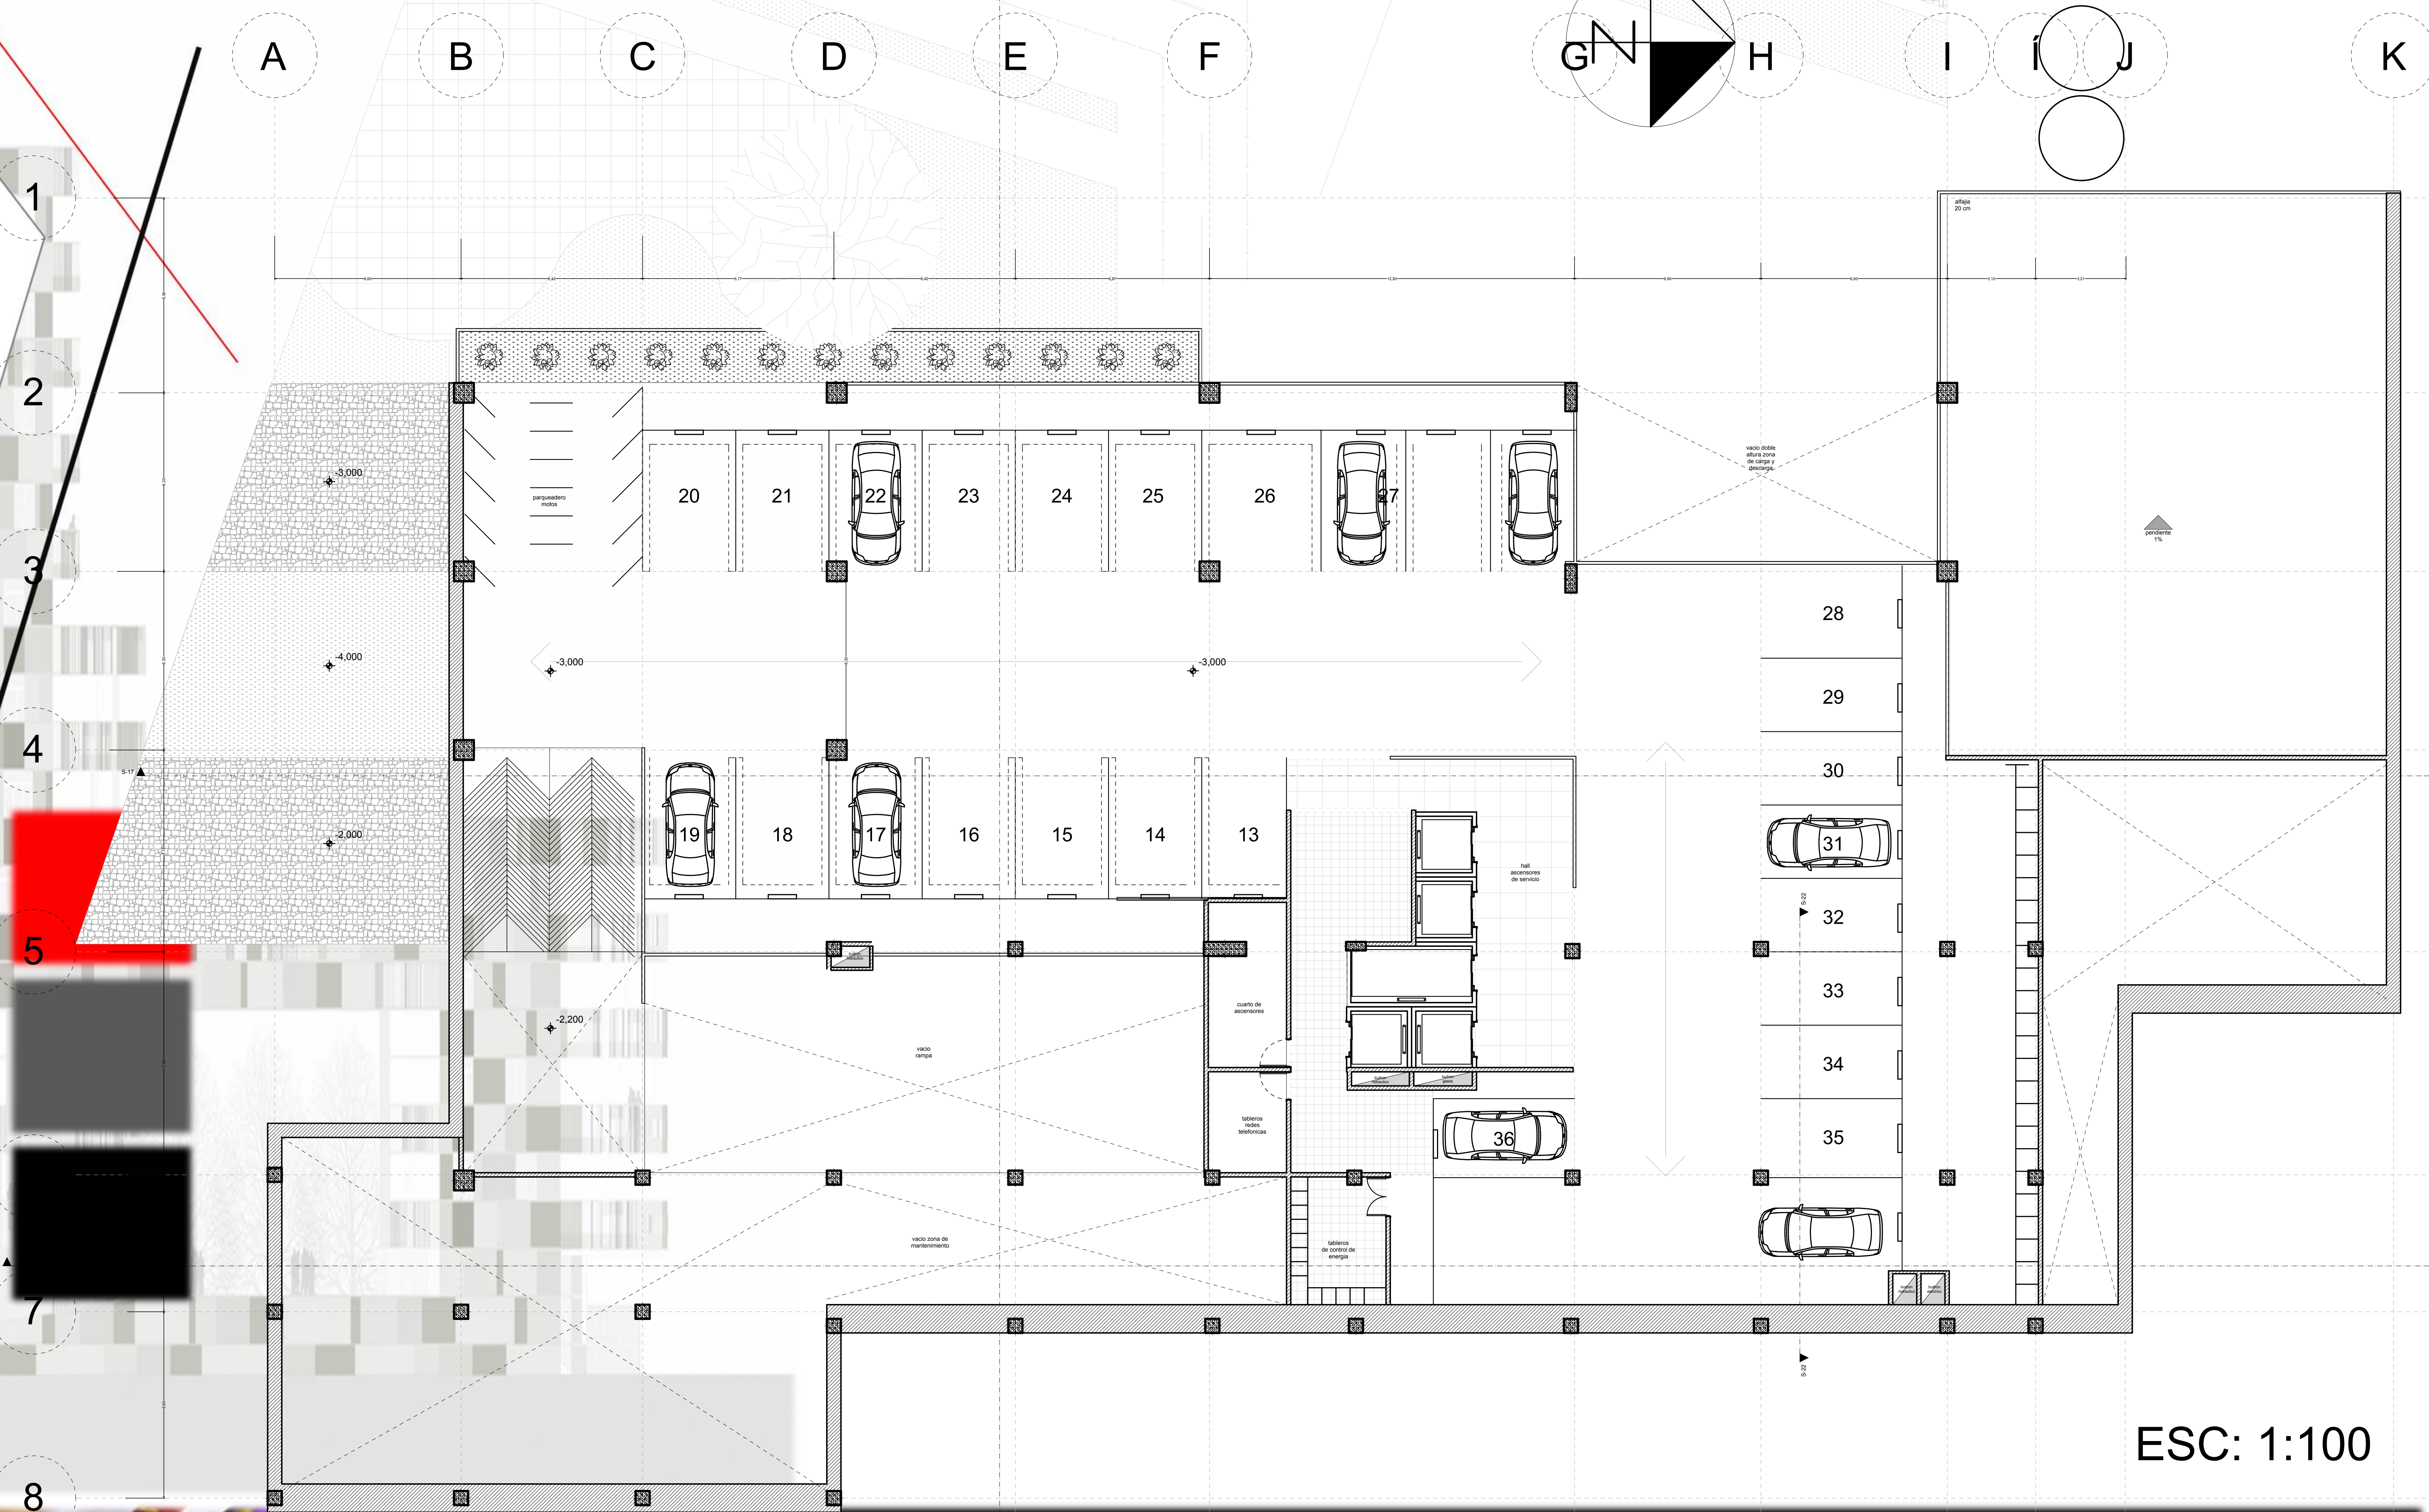 A B C D E F G N H I Í J K
1
alfajia
20 cm
2
-3,000
parqueadero
motos
20 21 22 23 24 25 26 27
vacio doble
altura zona
de carga y
descarga
pendiente
1%
3
28
-4,000
-3,000
-3,000
29
4
S-17
30
-2,000
19 18 17 16 15 14 13
31
hall
ascensores
de servicio
S-22
32
5
33
cuarto de
ascensores
-2,200
vacio
rampa
34
tableros
redes
telefonicas
36
35
vacio zona de
mantenimiento
tableros
de control de
energia
7
S-22
ESC: 1:100
8